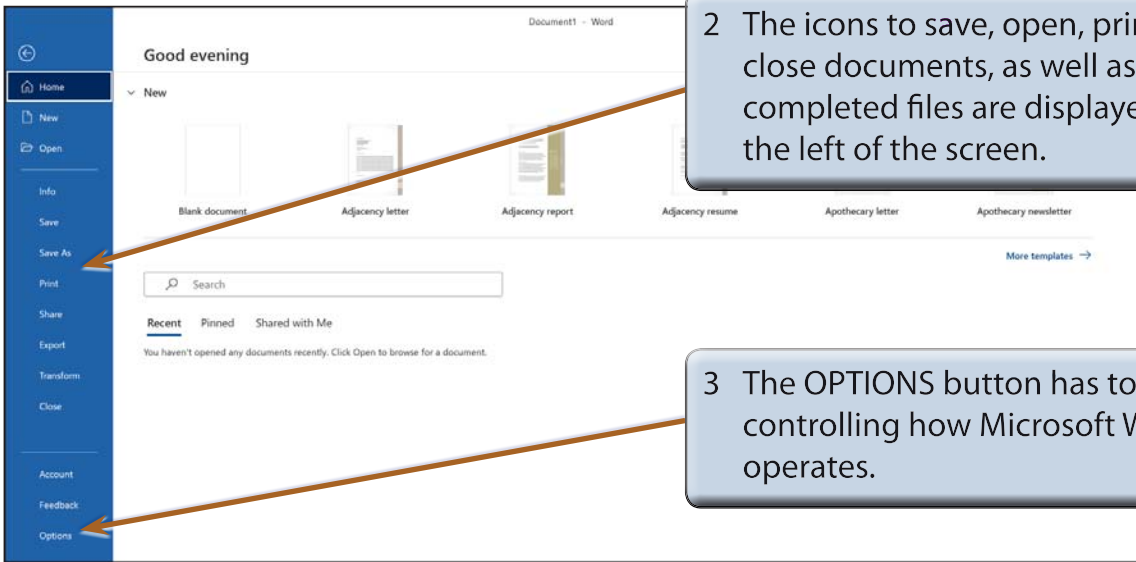 Document1 - Word
Good evening
Home
New
Open
Info
Save
Save As
Print
Share
Export
Transform
Close
Account
Feedback
Options
New
Blank document
Adjacency letter
Adjacency report
Adjacency resume
Apothecary letter
Apothecary newsletter
More templates
Search
Recent Pinned Shared with Me
You haven't opened any documents recently. Click Open to browse for a document.
2 The icons to save, open,
close documents, as well as
completed files are
the left of the screen.
3 The OPTIONS button has
controlling how Microsoft
operates.